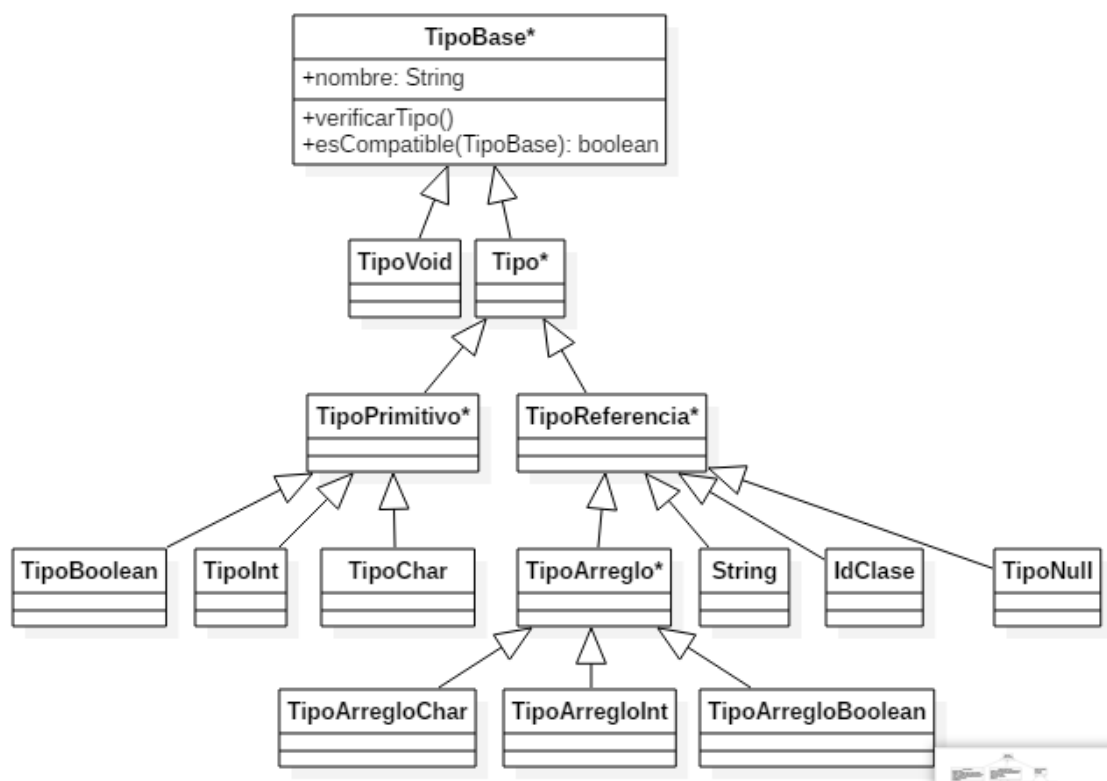 TipoBase*
+nombre: String
+verificarTipo()
+esCompatible(TipoBase): boolean
TipoVoid
Tipo*
TipoPrimitivo*
TipoReferencia*
TipoBoolean
TipoInt
TipoChar
TipoArreglo*
String
IdClase
TipoNull
TipoArregloChar
TipoArregloInt
TipoArregloBoolean